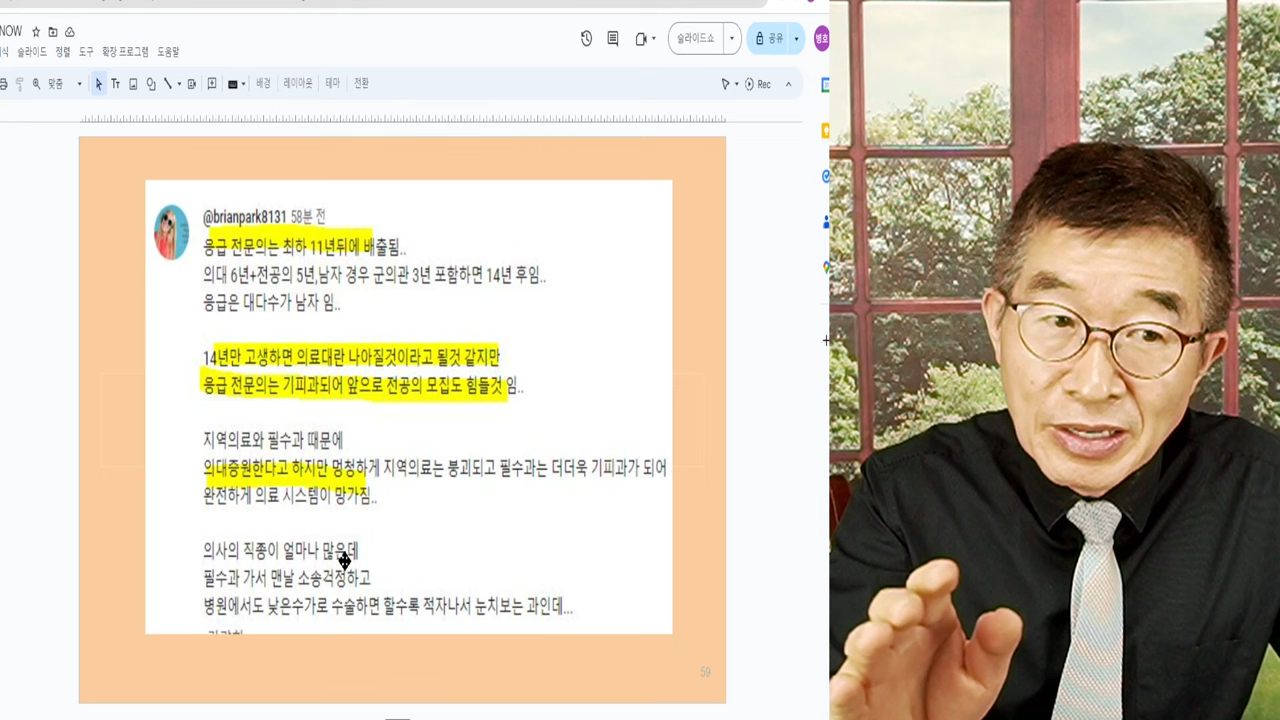 NOW
슬라이드 정렬 도구 확장 프로그램 도움말
슬라이드쇼
공유
병호
맞춤
Tт
배경 레이아웃 테마 전환
Rec
@brianpark8131 58분 전
응급 전문의는 최하 11년뒤에 배출됨..
의대 6년+전공의 5년,남자 경우 군의관 3년 포함하면 14년 후임..
응급은 대다수가 남자 임..
14년만 고생하면 의료대란 나아질것이라고 될것 같지만
응급 전문의는 기피과되어 앞으로 전공의 모집도 힘들것 임..
지역의료와 필수과 때문에
의대증원한다고 하지만 멍청하게 지역의료는 붕괴되고 필수과는 더더욱 기피과가 되어
완전하게 의료 시스템이 망가짐..
의사의 직종이 얼마나 많은데
필수과 가서 맨날 소송걱정하고
병원에서도 낮은수가로 수술하면 할수록 적자나서 눈치보는 과인데...
59